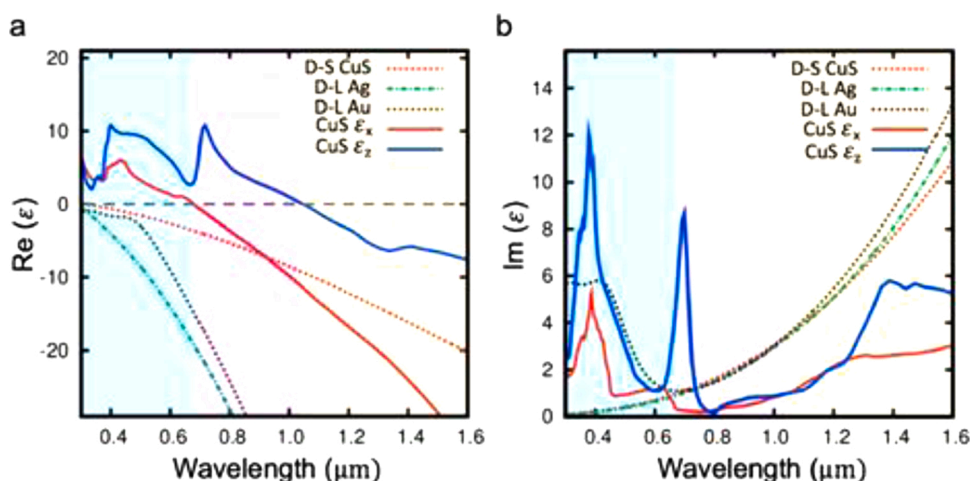 a
Re (ε)
20
10
0
-10
-20
D-S CuS
D-L Ag
D-L Au
CuS εx
CuS εz
0.4 0.6 0.8 1.0 1.2 1.4 1.6
Wavelength (μm)
b
Im (ε)
14
12
10
8
6
4
2
0
D-S CuS
D-L Ag
D-L Au
CuS εx
CuS εz
0.4 0.6 0.8 1.0 1.2 1.4 1.6
Wavelength (μm)